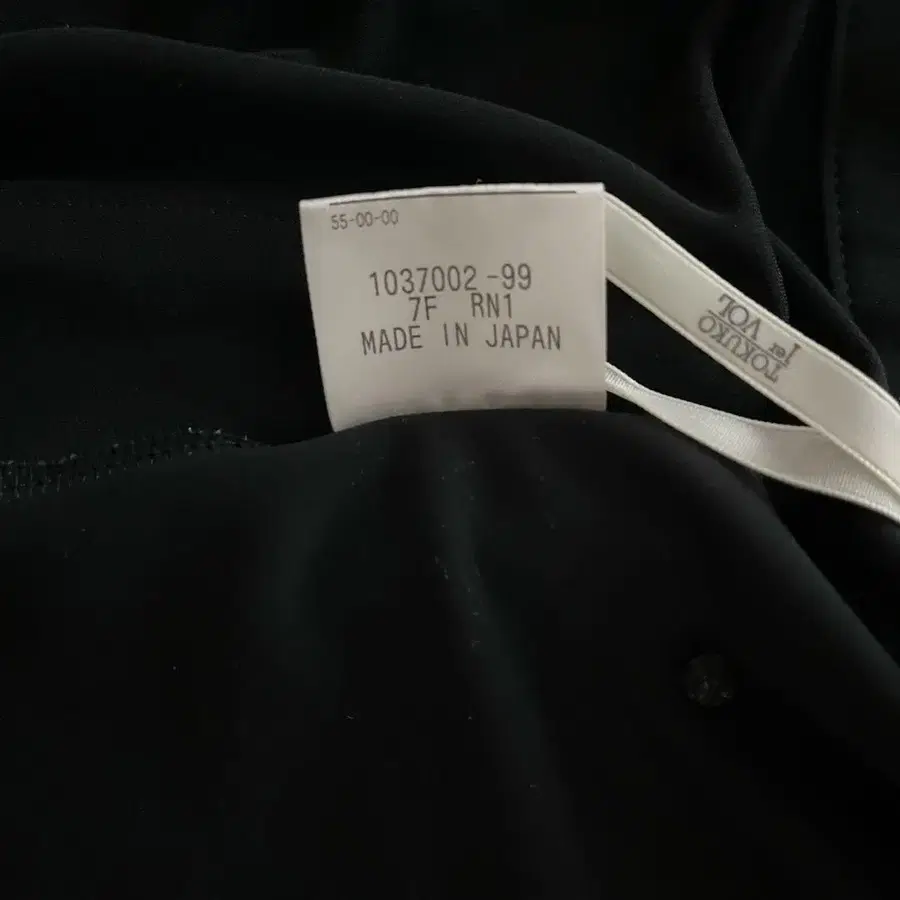 55-00-00
1037002-99
7F RN1
MADE IN JAPAN
TOKUKO
1er VOL